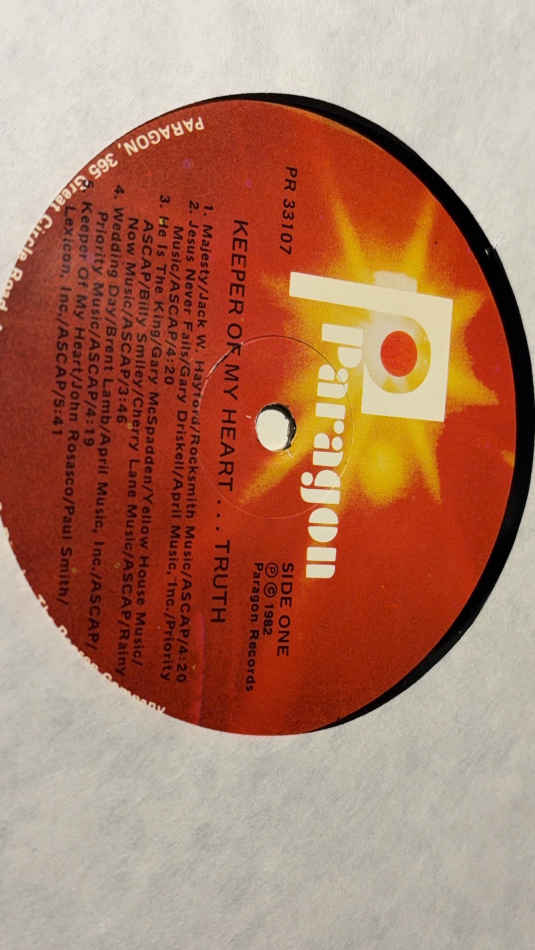 Paragon
PR 33107
SIDE ONE
Ⓟ © 1982
Paragon Records
KEEPER OF MY HEART . . . TRUTH
1. Majesty/Jack W. Hayford/Rocksmith Music/ASCAP/4:20
2. Jesus Never Fails/Gary Driskell/April Music, Inc./Priority
Music/ASCAP/4:20
3. He Is The King/Gary McSpadden/Yellow House Music/
ASCAP/Billy Smiley/Cherry Lane Music/ASCAP/Rainy
Now Music/ASCAP/3:46
4. Wedding Day/Brent Lamb/April Music, Inc./ASCAP/
Priority Music/ASCAP/4:19
5. Keeper Of My Heart/John Rosasco/Paul Smith/
Lexicon, Inc./ASCAP/5:41
PARAGON, 365 Great Circle Road